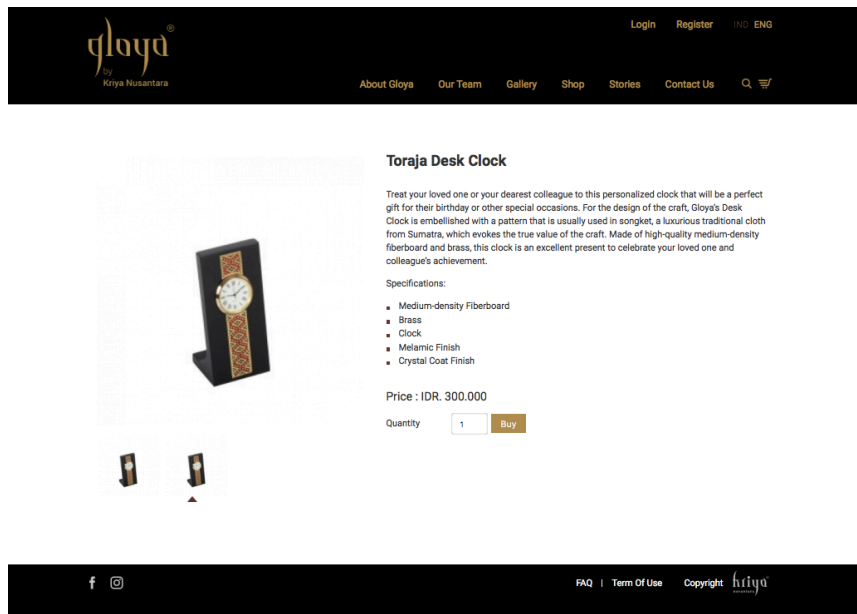 Login Register IND ENG
gloya®
by
Kriya Nusantara
About Gloya Our Team Gallery Shop Stories Contact Us
Toraja Desk Clock
Treat your loved one or your dearest colleague to this personalized clock that will be a perfect
gift for their birthday or other special occasions. For the design of the craft, Gloya's Desk
Clock is embellished with a pattern that is usually used in songket, a luxurious traditional cloth
from Sumatra, which evokes the true value of the craft. Made of high-quality medium-density
fiberboard and brass, this clock is an excellent present to celebrate your loved one and
colleague's achievement.
Specifications:
Medium-density Fiberboard
Brass
Clock
Melamic Finish
Crystal Coat Finish
Price : IDR. 300.000
Quantity 1 Buy
FAQ | Term Of Use Copyright kriya
nusantara